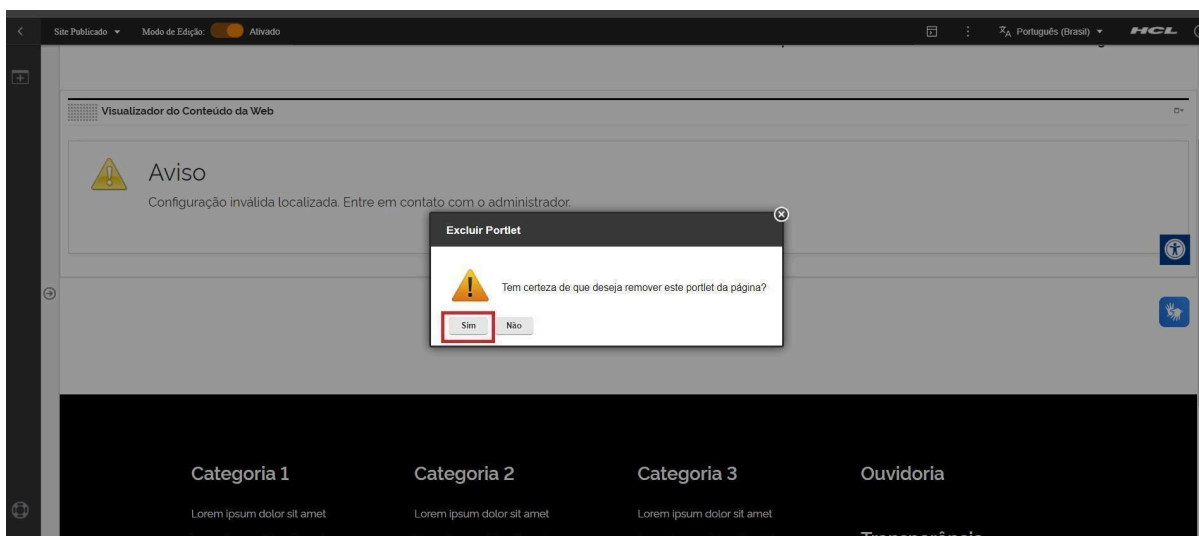 Site Publicado Modo de Edição: Ativado Português (Brasil) HCL
Visualizador do Conteúdo da Web
Aviso
Configuração inválida localizada. Entre em contato com o administrador.
Excluir Portlet
Tem certeza de que deseja remover este portlet da página?
Sim Não
Categoria 1 Categoria 2 Categoria 3 Ouvidoria
Lorem ipsum dolor sit amet Lorem ipsum dolor sit amet Lorem ipsum dolor sit amet
Transparência